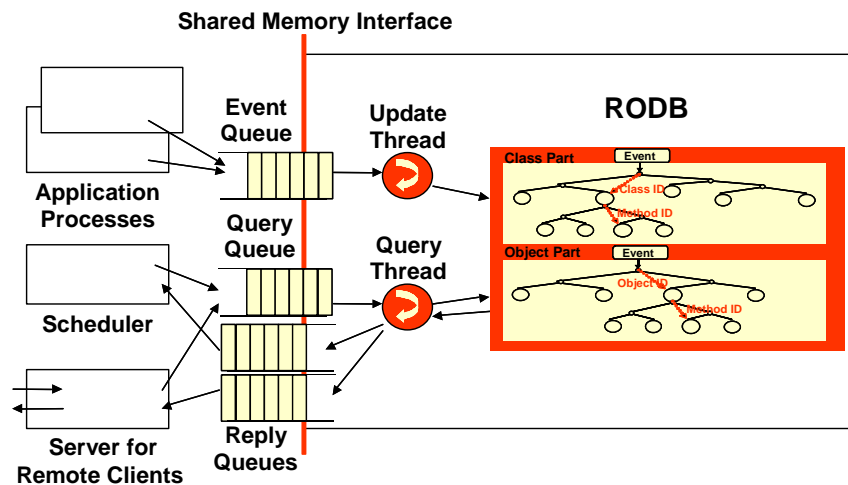 Shared Memory Interface
Event
Queue
Update
Thread
RODB
Application
Processes
Class Part
Event
Class ID
Method ID
Query
Queue
Query
Thread
Object Part
Event
Object ID
Method ID
Scheduler
Server for
Remote Clients
Reply
Queues